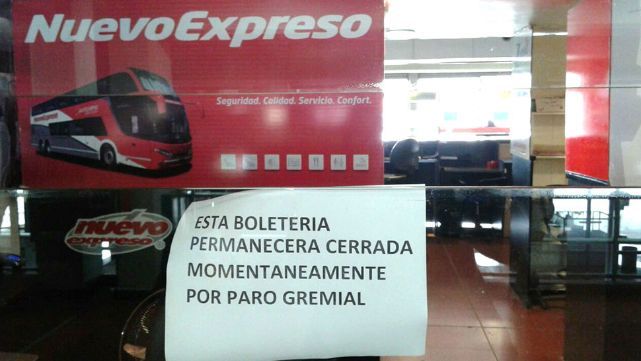 NuevoExpreso
Seguridad. Calidad. Servicio. Confort.
nuevo
expreso
ESTA BOLETERIA
PERMANECERA CERRADA
MOMENTANEAMENTE
POR PARO GREMIAL